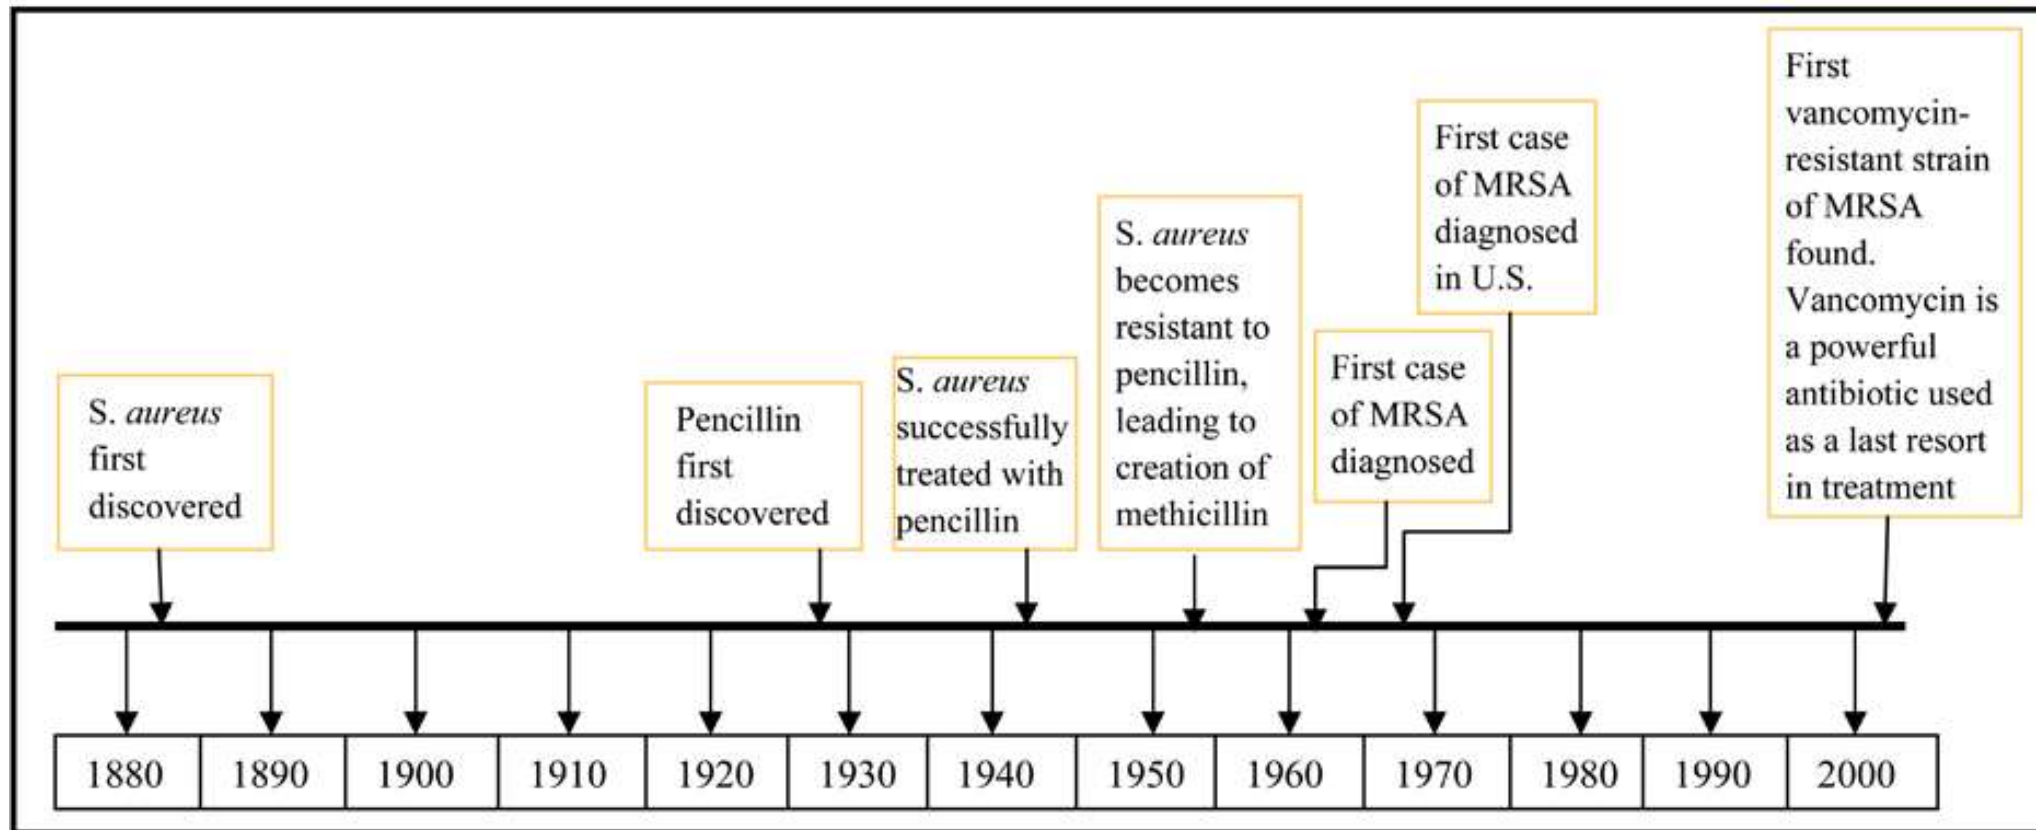 S. aureus
first
discovered
Pencillin
first
discovered
S. aureus
successfully
treated with
pencillin
S. aureus
becomes
resistant to
pencillin,
leading to
creation of
methicillin
First case
of MRSA
diagnosed
First case
of MRSA
diagnosed
in U.S.
First
vancomycin-
resistant strain
of MRSA
found.
Vancomycin is
a powerful
antibiotic used
as a last resort
in treatment
1880 1890 1900 1910 1920 1930 1940 1950 1960 1970 1980 1990 2000